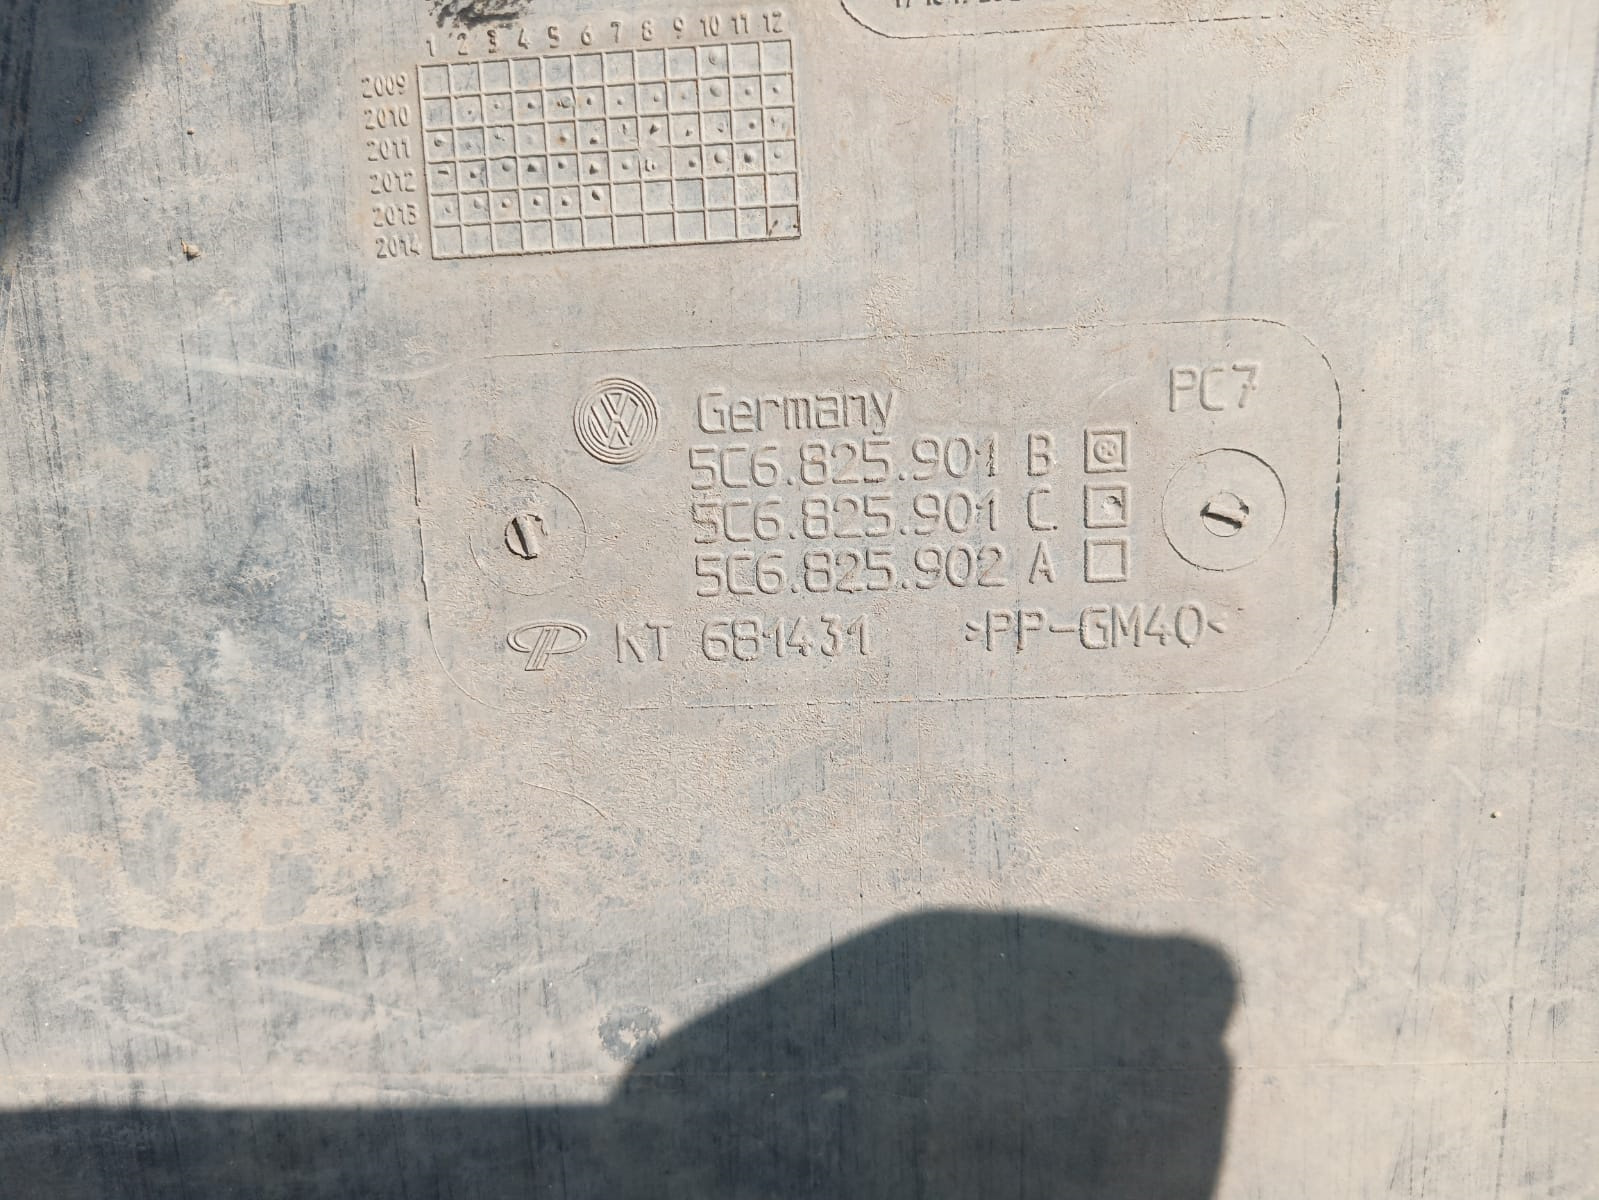 1 2 3 4 5 6 7 8 9 10 11 12
2009
2010
2011
2012
2013
2014
Germany
PC7
5C6.825.901 B
5C6.825.901 C
5C6.825.902 A
KT 681431 >PP-GM40<